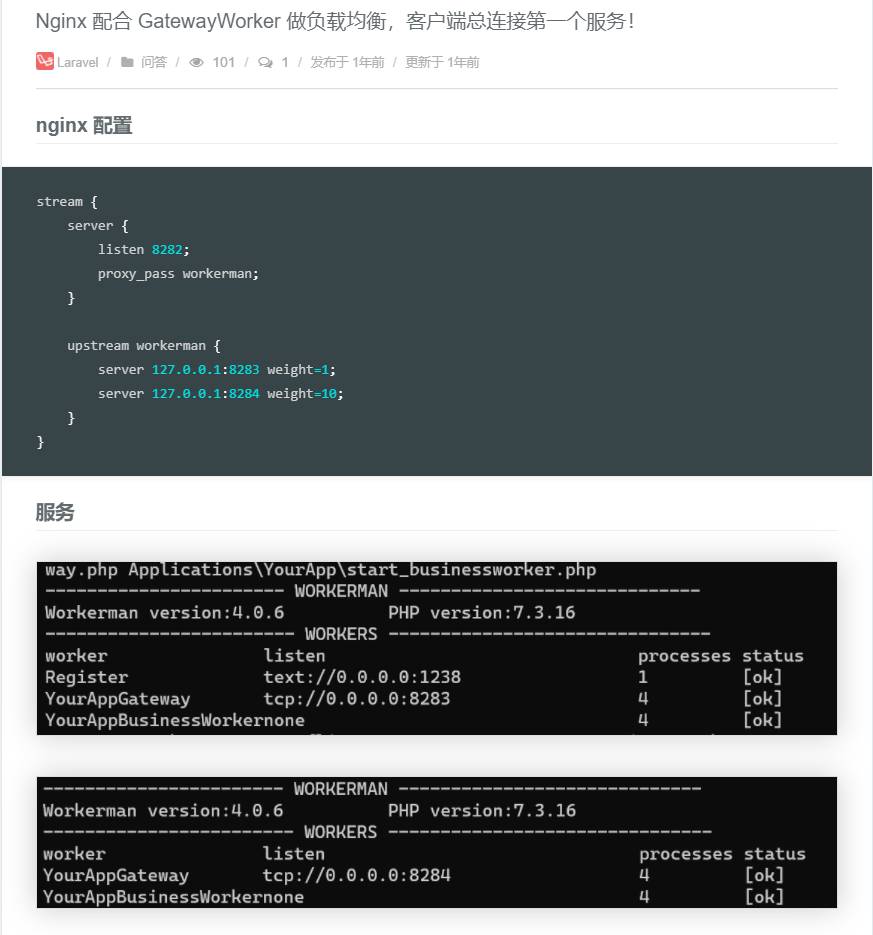 Nginx 配合 GatewayWorker 做负载均衡，客户端总连接第一个服务！
Laravel / 问答 / 101 / 1 / 发布于 1年前 / 更新于 1年前
nginx 配置
stream {
server {
listen 8282;
proxy_pass workerman;
}
upstream workerman {
server 127.0.0.1:8283 weight=1;
server 127.0.0.1:8284 weight=10;
}
}
服务
way.php Applications\YourApp\start_businessworker.php
----------------------- WORKERMAN -----------------------------
Workerman version:4.0.6 PHP version:7.3.16
------------------------ WORKERS -------------------------------
worker listen processes status
Register text://0.0.0.0:1238 1 [ok]
YourAppGateway tcp://0.0.0.0:8283 4 [ok]
YourAppBusinessWorkernone 4 [ok]
----------------------- WORKERMAN -----------------------------
Workerman version:4.0.6 PHP version:7.3.16
------------------------ WORKERS -------------------------------
worker listen processes status
YourAppGateway tcp://0.0.0.0:8284 4 [ok]
YourAppBusinessWorkernone 4 [ok]